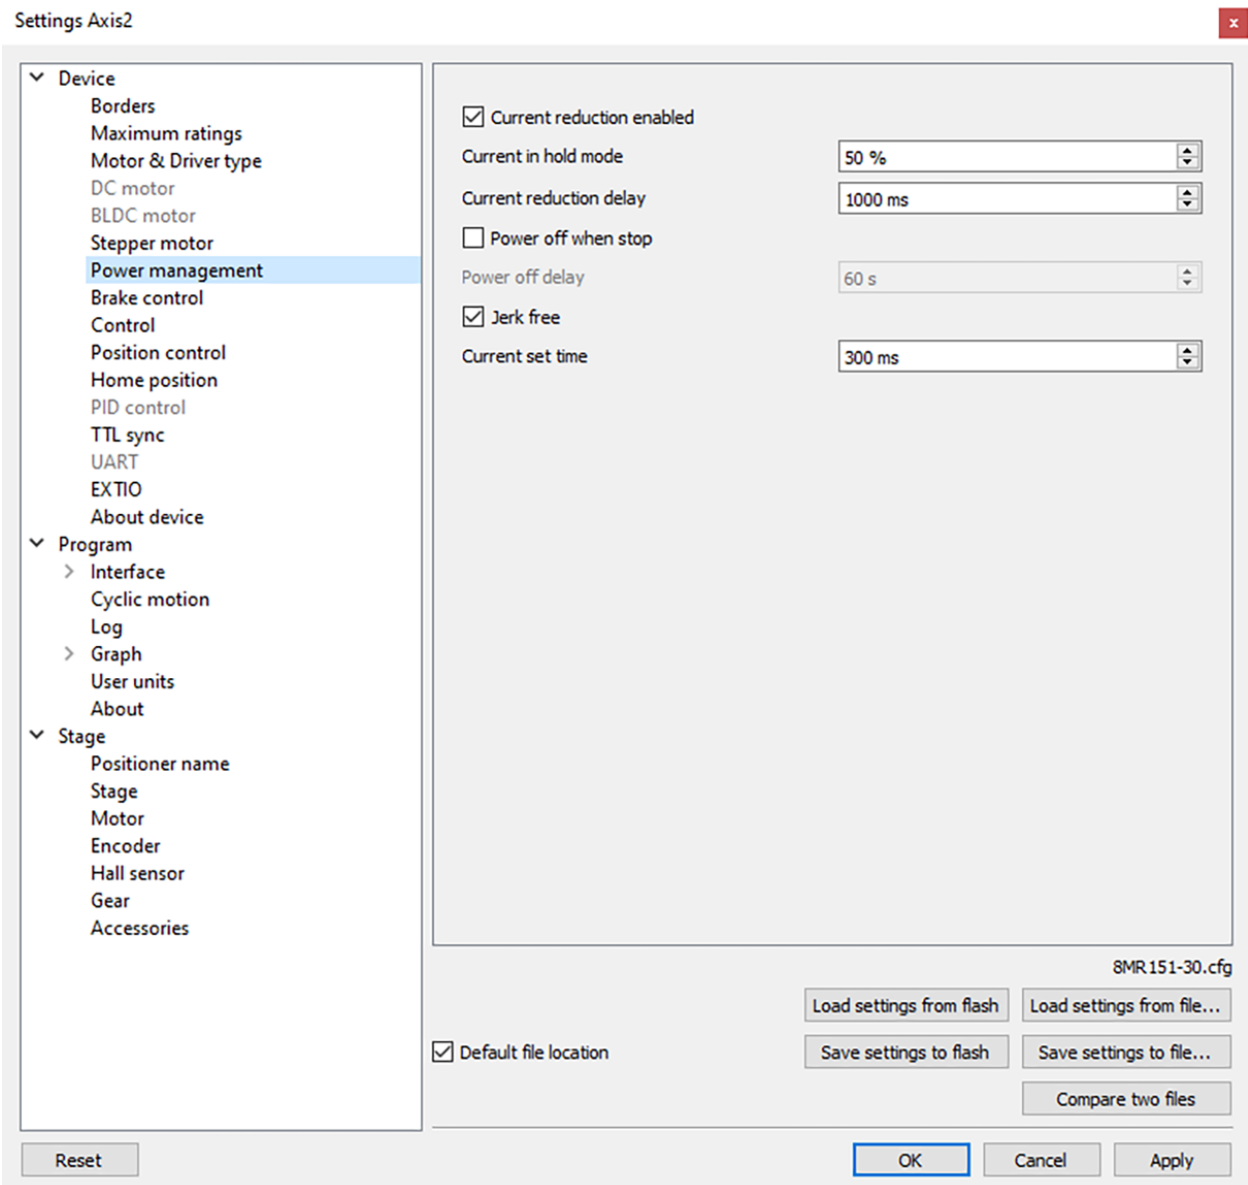 Settings Axis2
x
Device
Borders
Maximum ratings
Motor & Driver type
DC motor
BLDC motor
Stepper motor
Power management
Brake control
Control
Position control
Home position
PID control
TTL sync
UART
EXTIO
About device
Program
Interface
Cyclic motion
Log
Graph
User units
About
Stage
Positioner name
Stage
Motor
Encoder
Hall sensor
Gear
Accessories
Current reduction enabled
Current in hold mode 50 %
Current reduction delay 1000 ms
Power off when stop
Power off delay 60 s
Jerk free
Current set time 300 ms
8MR151-30.cfg
Load settings from flash Load settings from file...
Default file location Save settings to flash Save settings to file...
Compare two files
Reset OK Cancel Apply